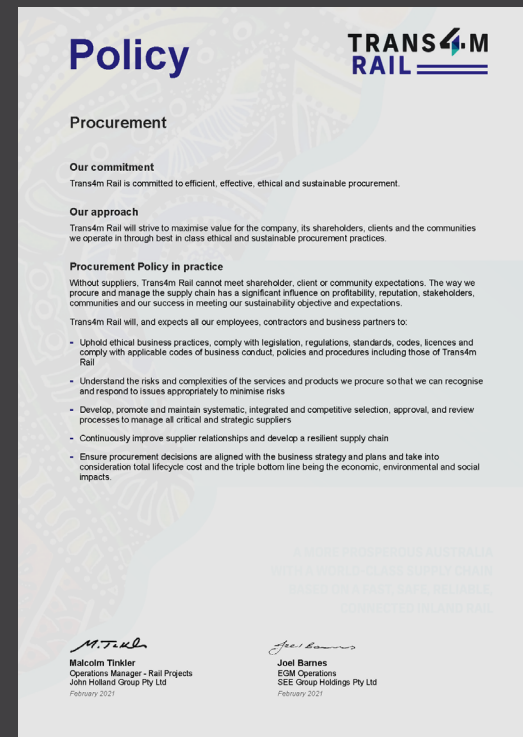 Policy
TRANS4M
RAIL
Procurement
Our commitment
Trans4m Rail is committed to efficient, effective, ethical and sustainable procurement.
Our approach
Trans4m Rail will strive to maximise value for the company, its shareholders, clients and the communities
we operate in through best in class ethical and sustainable procurement practices.
Procurement Policy in practice
Without suppliers, Trans4m Rail cannot meet shareholder, client or community expectations. The way we
procure and manage the supply chain has a significant influence on profitability, reputation, stakeholders,
communities and our success in meeting our sustainability objective and expectations.
Trans4m Rail will, and expects all our employees, contractors and business partners to:
- Uphold ethical business practices, comply with legislation, regulations, standards, codes, licences and
comply with applicable codes of business conduct, policies and procedures including those of Trans4m
Rail
- Understand the risks and complexities of the services and products we procure so that we can recognise
and respond to issues appropriately to minimise risks
- Develop, promote and maintain systematic, integrated and competitive selection, approval, and review
processes to manage all critical and strategic suppliers
- Continuously improve supplier relationships and develop a resilient supply chain
- Ensure procurement decisions are aligned with the business strategy and plans and take into
consideration total lifecycle cost and the triple bottom line being the economic, environmental and social
impacts.
A MORE PROSPEROUS AUSTRALIA
WITH A WORLD-CLASS SUPPLY CHAIN
BASED ON A FAST, SAFE, RELIABLE,
CONNECTED INLAND RAIL
M. Tinkler
Joel Barnes
Malcolm Tinkler
Joel Barnes
Operations Manager - Rail Projects
EGM Operations
John Holland Group Pty Ltd
SEE Group Holdings Pty Ltd
February 2021
February 2021